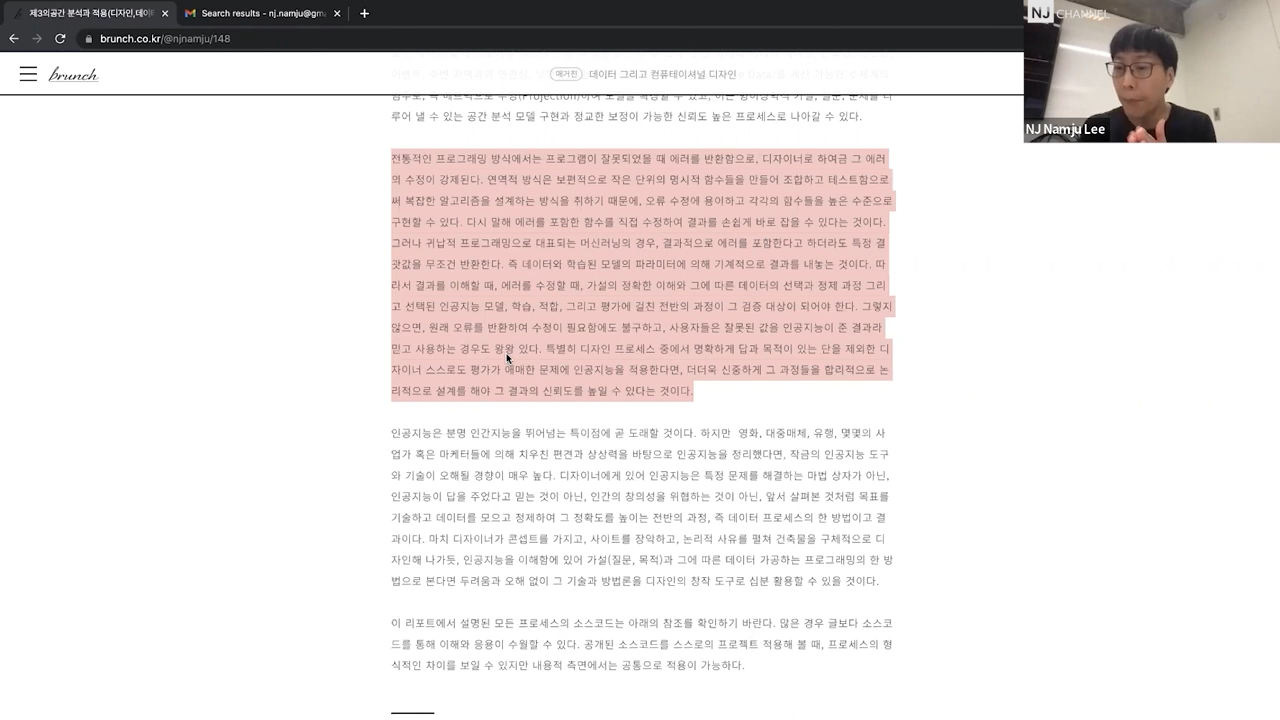 제3의공간 분석과 적용(디자인,데이터
Search results - nj.namju@gm
brunch.co.kr/@njnamju/148
NJ CHANNEL
NJ Namju Lee
brunch
매거진 데이터 그리고 컴퓨테이셔널 디자인
루어 낼 수 있는 공간 분석 모델 구현과 정교한 보정이 가능한 신뢰도 높은 프로세스로 나아갈 수 있다.
전통적인 프로그래밍 방식에서는 프로그램이 잘못되었을 때 에러를 반환함으로, 디자이너로 하여금 그 에러
의 수정이 강제된다. 연역적 방식은 보편적으로 작은 단위의 명시적 함수들을 만들어 조합하고 테스트함으로
써 복잡한 알고리즘을 설계하는 방식을 취하기 때문에, 오류 수정에 용이하고 각각의 함수들을 높은 수준으로
구현할 수 있다. 다시 말해 에러를 포함한 함수를 직접 수정하여 결과를 손쉽게 바로 잡을 수 있다는 것이다.
그러나 귀납적 프로그래밍으로 대표되는 머신러닝의 경우, 결과적으로 에러를 포함한다고 하더라도 특정 결
괏값을 무조건 반환한다. 즉 데이터와 학습된 모델의 파라미터에 의해 기계적으로 결과를 내놓는 것이다. 따
라서 결과를 이해할 때, 에러를 수정할 때, 가설의 정확한 이해와 그에 따른 데이터의 선택과 정제 과정 그리
고 선택된 인공지능 모델, 학습, 적합, 그리고 평가에 걸친 전반의 과정이 그 검증 대상이 되어야 한다. 그렇지
않으면, 원래 오류를 반환하여 수정이 필요함에도 불구하고, 사용자들은 잘못된 값을 인공지능이 준 결과라
믿고 사용하는 경우도 왕왕 있다. 특별히 디자인 프로세스 중에서 명확하게 답과 목적이 있는 단을 제외한 디
자이너 스스로도 평가가 애매한 문제에 인공지능을 적용한다면, 더더욱 신중하게 그 과정들을 합리적으로 논
리적으로 설계를 해야 그 결과의 신뢰도를 높일 수 있다는 것이다.
인공지능은 분명 인간지능을 뛰어넘는 특이점에 곧 도래할 것이다. 하지만 영화, 대중매체, 유행, 몇몇의 사
업가 혹은 마케터들에 의해 치우친 편견과 상상력을 바탕으로 인공지능을 정리했다면, 작금의 인공지능 도구
와 기술이 오해될 경향이 매우 높다. 디자이너에게 있어 인공지능은 특정 문제를 해결하는 마법 상자가 아닌,
인공지능이 답을 주었다고 믿는 것이 아닌, 인간의 창의성을 위협하는 것이 아닌, 앞서 살펴본 것처럼 목표를
기술하고 데이터를 모으고 정제하여 그 정확도를 높이는 전반의 과정, 즉 데이터 프로세스의 한 방법이고 결
과이다. 마치 디자이너가 콘셉트를 가지고, 사이트를 장악하고, 논리적 사유를 펼쳐 건축물을 구체적으로 디
자인해 나가듯, 인공지능을 이해함에 있어 가설(질문, 목적)과 그에 따른 데이터 가공하는 프로그래밍의 한 방
법으로 본다면 두려움과 오해 없이 그 기술과 방법론을 디자인의 창작 도구로 십분 활용할 수 있을 것이다.
이 리포트에서 설명된 모든 프로세스의 소스코드는 아래의 참조를 확인하기 바란다. 많은 경우 글보다 소스코
드를 통해 이해와 응용이 수월할 수 있다. 공개된 소스코드를 스스로의 프로젝트 적용해 볼 때, 프로세스의 형
식적인 차이를 보일 수 있지만 내용적 측면에서는 공통으로 적용이 가능하다.